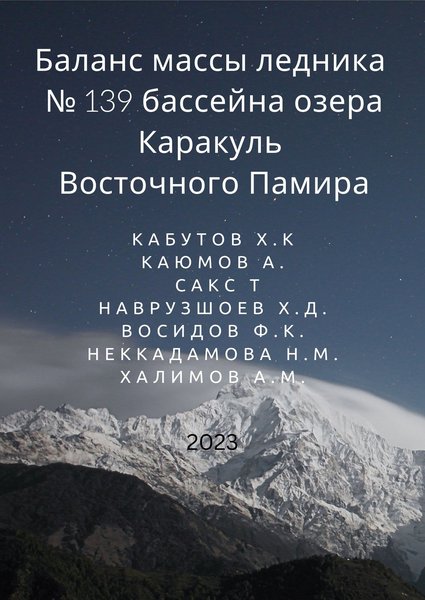 Баланс массы ледника
№ 139 бассейна озера
Каракуль
Восточного Памира
КАБУТОВ Х.К
КАЮМОВ А.
САКС Т
НАВРУЗШОЕВ Х.Д.
ВОСИДОВ Ф.К.
НЕККАДАМОВА Н.М.
ХАЛИМОВ А.М.
2023